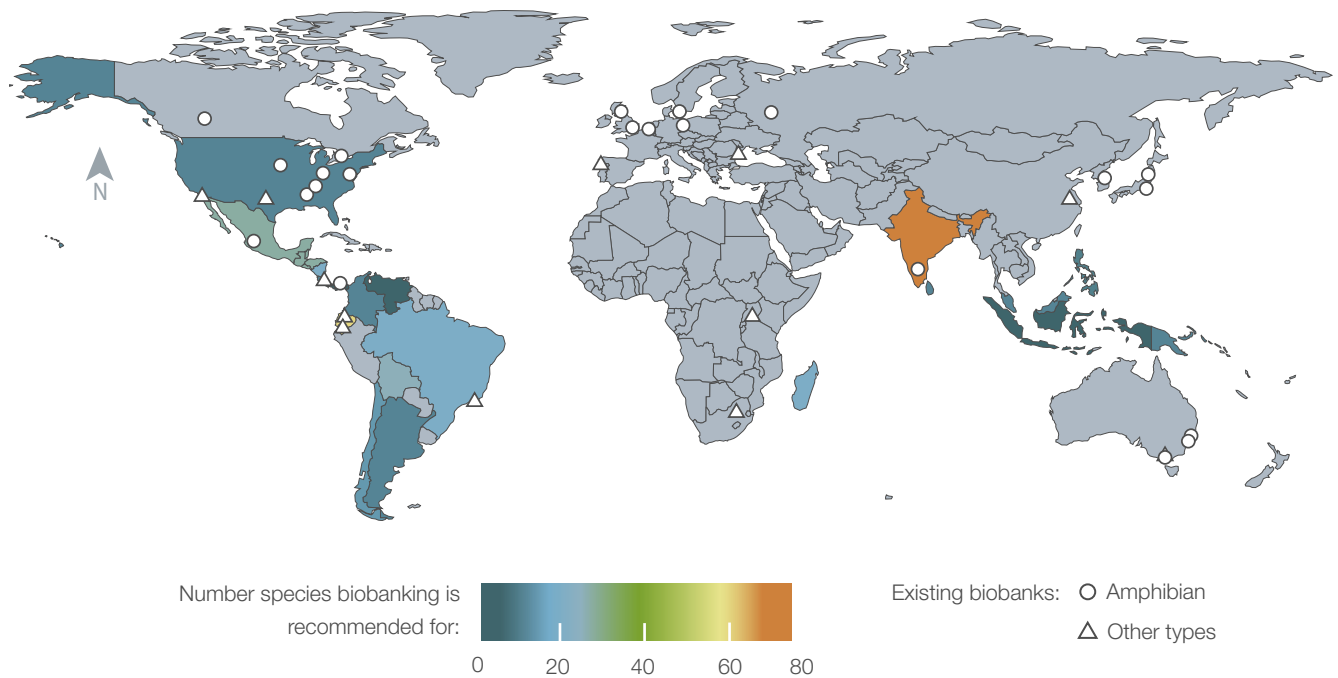 N
Number species biobanking is
recommended for:
0 20 40 60 80
Existing biobanks:
Amphibian
Other types